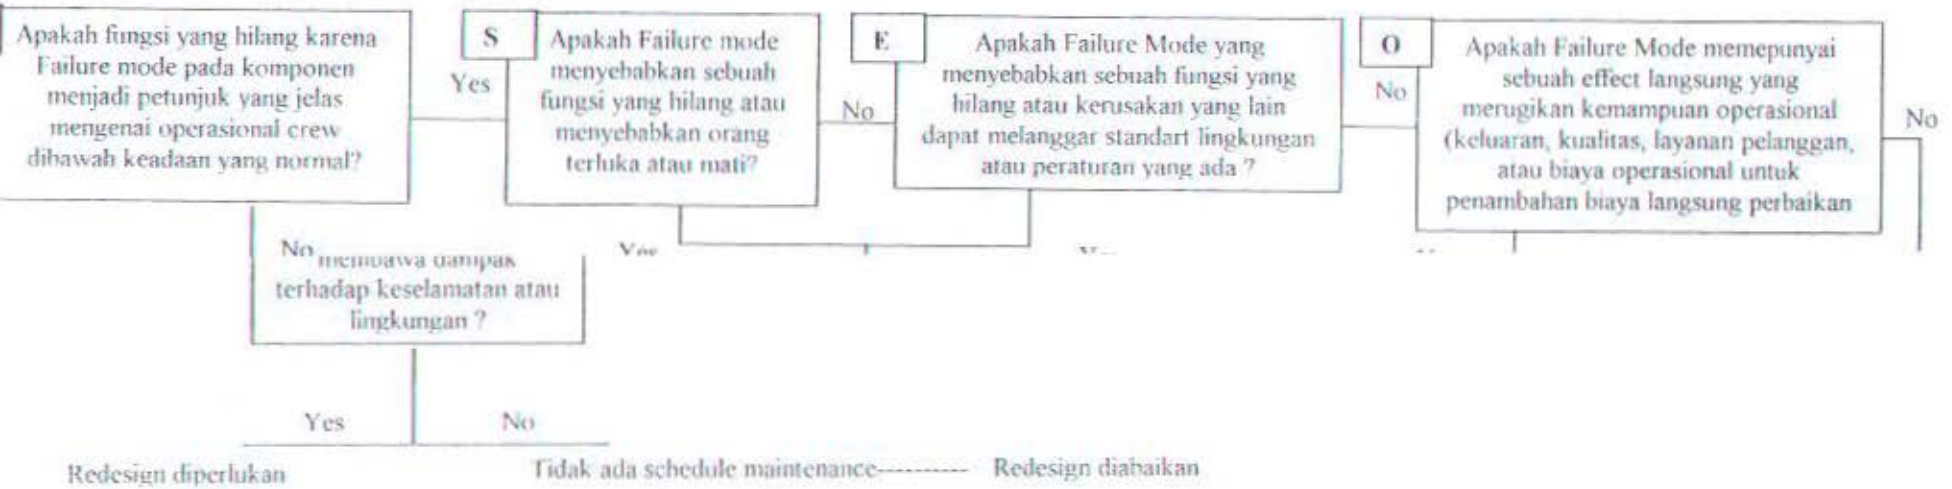 Apakah fungsi yang hilang karena
Failure mode pada komponen
menjadi petunjuk yang jelas
mengenai operasional crew
dibawah keadaan yang normal?
Yes
No
S
Apakah Failure mode
menyebabkan sebuah
fungsi yang hilang atau
menyebabkan orang
terluka atau mati?
No
E
Apakah Failure Mode yang
menyebabkan sebuah fungsi yang
hilang atau kerusakan yang lain
dapat melanggar standart lingkungan
atau peraturan yang ada ?
No
O
Apakah Failure Mode memepunyai
sebuah effect langsung yang
merugikan kemampuan operasional
(keluaran, kualitas, layanan pelanggan,
atau biaya operasional untuk
penambahan biaya langsung perbaikan
No
membawa dampak
terhadap keselamatan atau
lingkungan ?
Yes
No
Redesign diperlukan
Tidak ada schedule maintenance---------- Redesign diabaikan